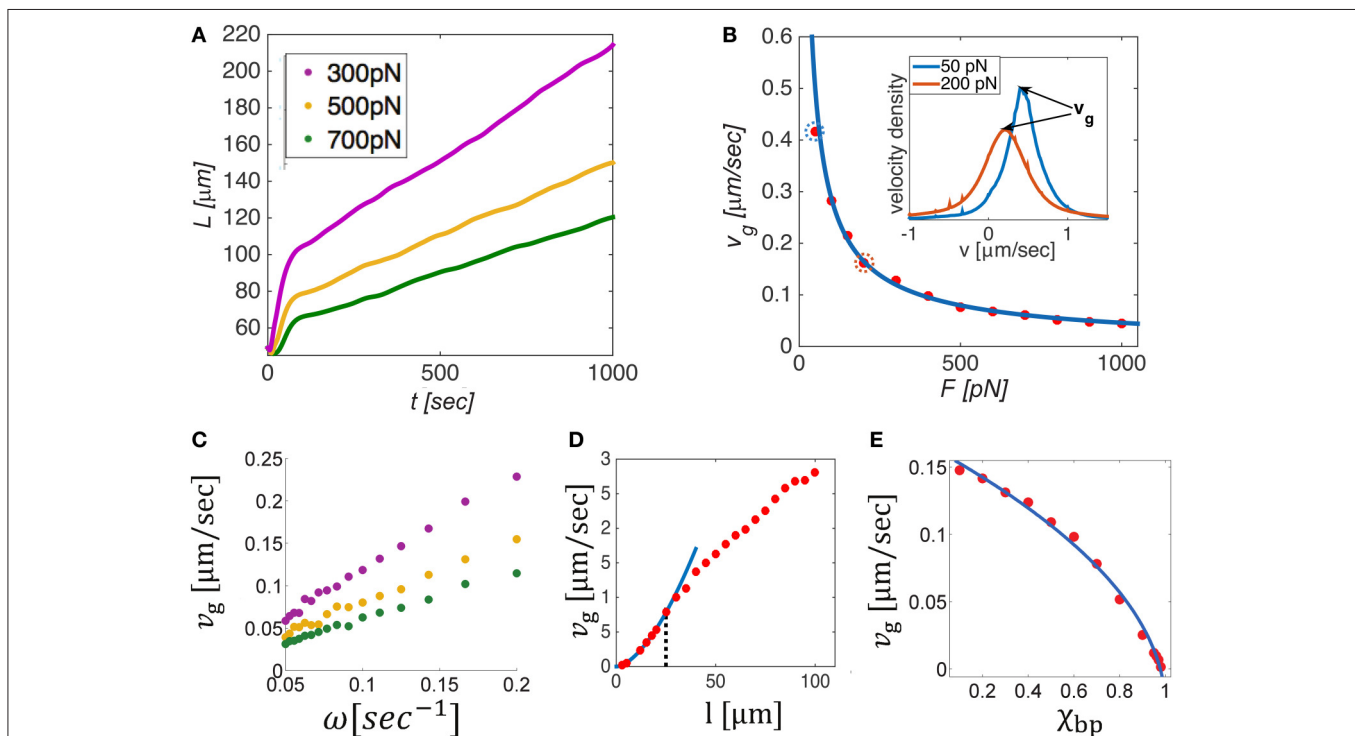 A
220
200
180
160
140
120
100
80
60
L [μm]
300pN
500pN
700pN
0
500
1000
t [sec]
B
0.6
0.5
0.4
0.3
0.2
0.1
0
v_g [μm/sec]
50 pN
200 pN
v_g
velocity density
-1
0
1
v [μm/sec]
0
500
1000
F [pN]
C
0.25
0.2
0.15
0.1
0.05
0
v_g [μm/sec]
0.05
0.1
0.15
0.2
ω[sec⁻¹]
D
3
5
2
5
1
5
0
v_g [μm/sec]
0
50
100
l [μm]
E
0.15
0.1
0.05
0
v_g [μm/sec]
0.2
0.4
0.6
0.8
1
χ_bp